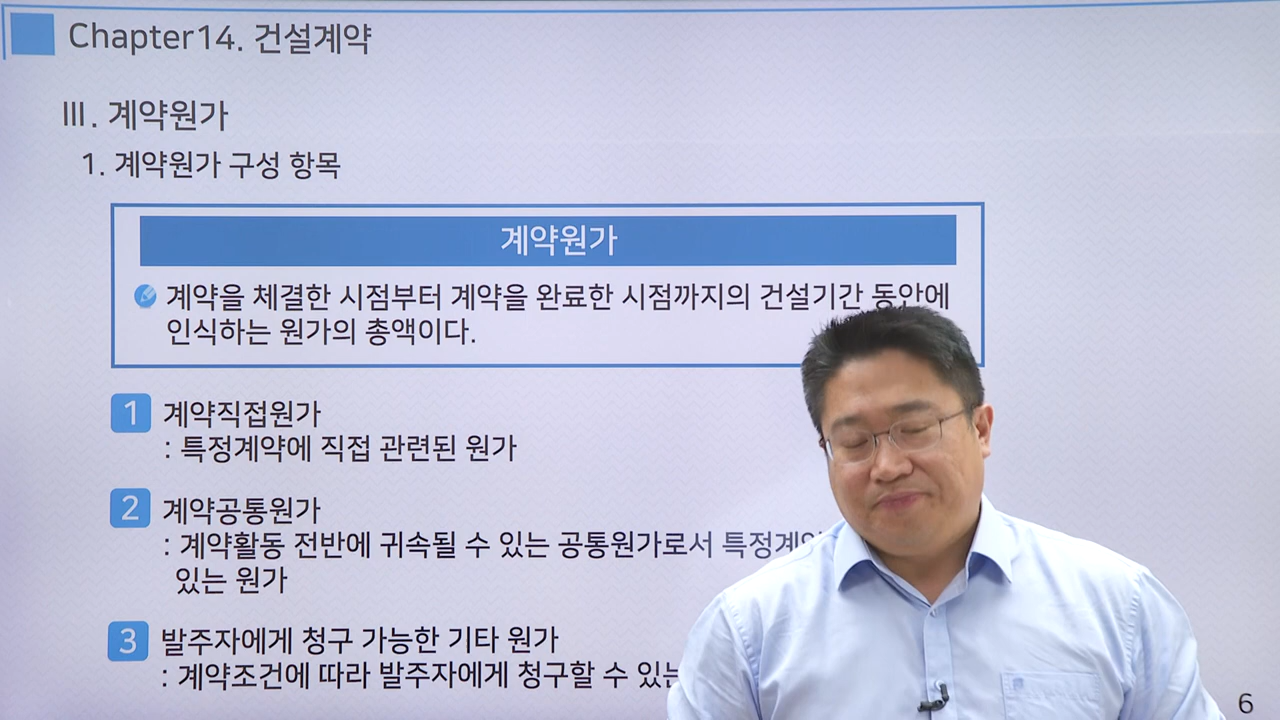 Chapter14. 건설계약
Ⅲ. 계약원가
1. 계약원가 구성 항목
계약원가
계약을 체결한 시점부터 계약을 완료한 시점까지의 건설기간 동안에
인식하는 원가의 총액이다.
1 계약직접원가
: 특정계약에 직접 관련된 원가
2 계약공통원가
: 계약활동 전반에 귀속될 수 있는 공통원가로서
있는 원가
3 발주자에게 청구 가능한 기타 원가
: 계약조건에 따라 발주자에게 청구할 수
6